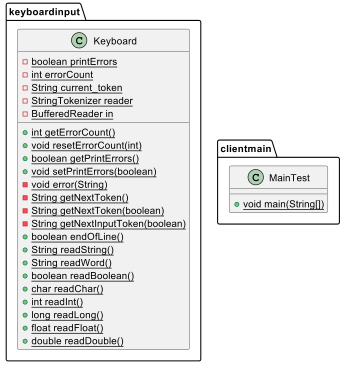 keyboardinput
C Keyboard
boolean printErrors
int errorCount
String current_token
StringTokenizer reader
BufferedReader in
int getErrorCount()
void resetErrorCount(int)
boolean getPrintErrors()
void setPrintErrors(boolean)
void error(String)
String getNextToken()
String getNextToken(boolean)
String getNextInputToken(boolean)
boolean endOfLine()
String readString()
String readWord()
boolean readBoolean()
char readChar()
int readInt()
long readLong()
float readFloat()
double readDouble()
clientmain
C MainTest
void main(String[])